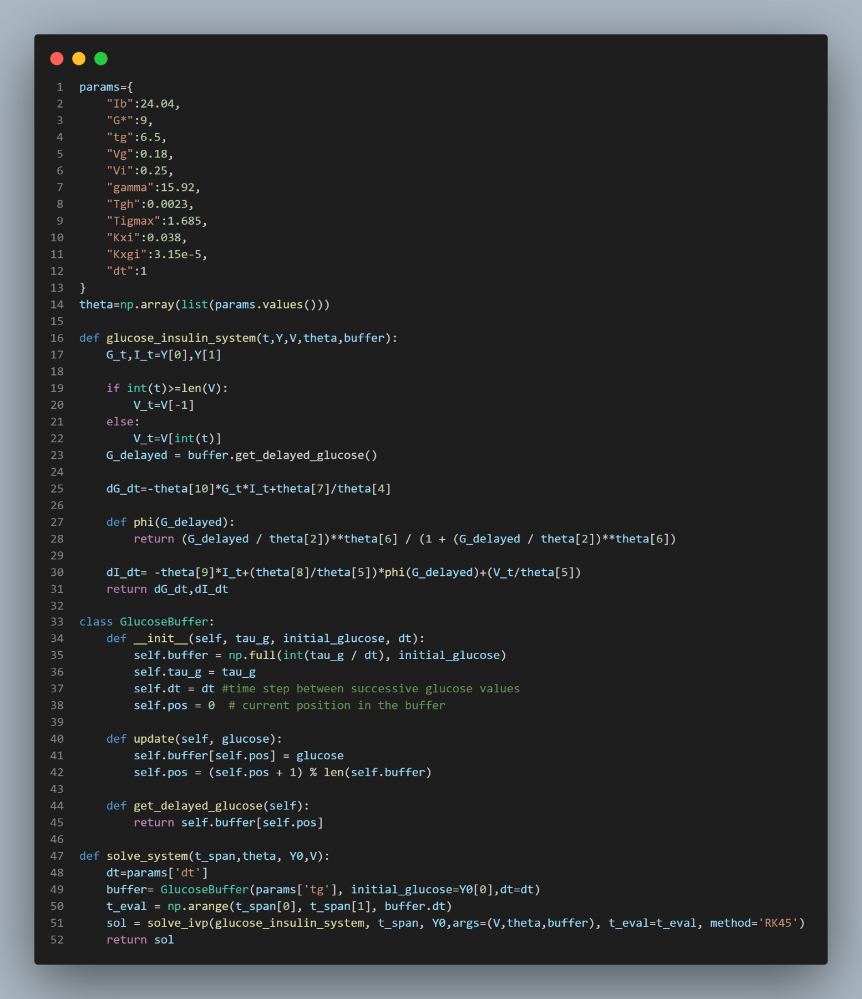 1 params={
2     "Ib":24.04,
3     "G*":9,
4     "tg":6.5,
5     "Vg":0.18,
6     "Vi":0.25,
7     "gamma":15.92,
8     "Tgh":0.0023,
9     "Tigmax":1.685,
10     "Kxi":0.038,
11     "Kxgi":3.15e-5,
12     "dt":1
13 }
14 theta=np.array(list(params.values()))
15
16 def glucose_insulin_system(t,Y,V,theta,buffer):
17     G_t,I_t=Y[0],Y[1]
18
19     if int(t)>=len(V):
20         V_t=V[-1]
21     else:
22         V_t=V[int(t)]
23     G_delayed = buffer.get_delayed_glucose()
24
25     dG_dt=-theta[10]*G_t*I_t+theta[7]/theta[4]
26
27     def phi(G_delayed):
28         return (G_delayed / theta[2])**theta[6] / (1 + (G_delayed / theta[2])**theta[6])
29
30     dI_dt= -theta[9]*I_t+(theta[8]/theta[5])*phi(G_delayed)+(V_t/theta[5])
31     return dG_dt,dI_dt
32
33 class GlucoseBuffer:
34     def __init__(self, tau_g, initial_glucose, dt):
35         self.buffer = np.full(int(tau_g / dt), initial_glucose)
36         self.tau_g = tau_g
37         self.dt = dt #time step between successive glucose values
38         self.pos = 0  # current position in the buffer
39
40     def update(self, glucose):
41         self.buffer[self.pos] = glucose
42         self.pos = (self.pos + 1) % len(self.buffer)
43
44     def get_delayed_glucose(self):
45         return self.buffer[self.pos]
46
47 def solve_system(t_span,theta, Y0,V):
48     dt=params['dt']
49     buffer= GlucoseBuffer(params['tg'], initial_glucose=Y0[0],dt=dt)
50     t_eval = np.arange(t_span[0], t_span[1], buffer.dt)
51     sol = solve_ivp(glucose_insulin_system, t_span, Y0,args=(V,theta,buffer), t_eval=t_eval, method='RK45')
52     return sol